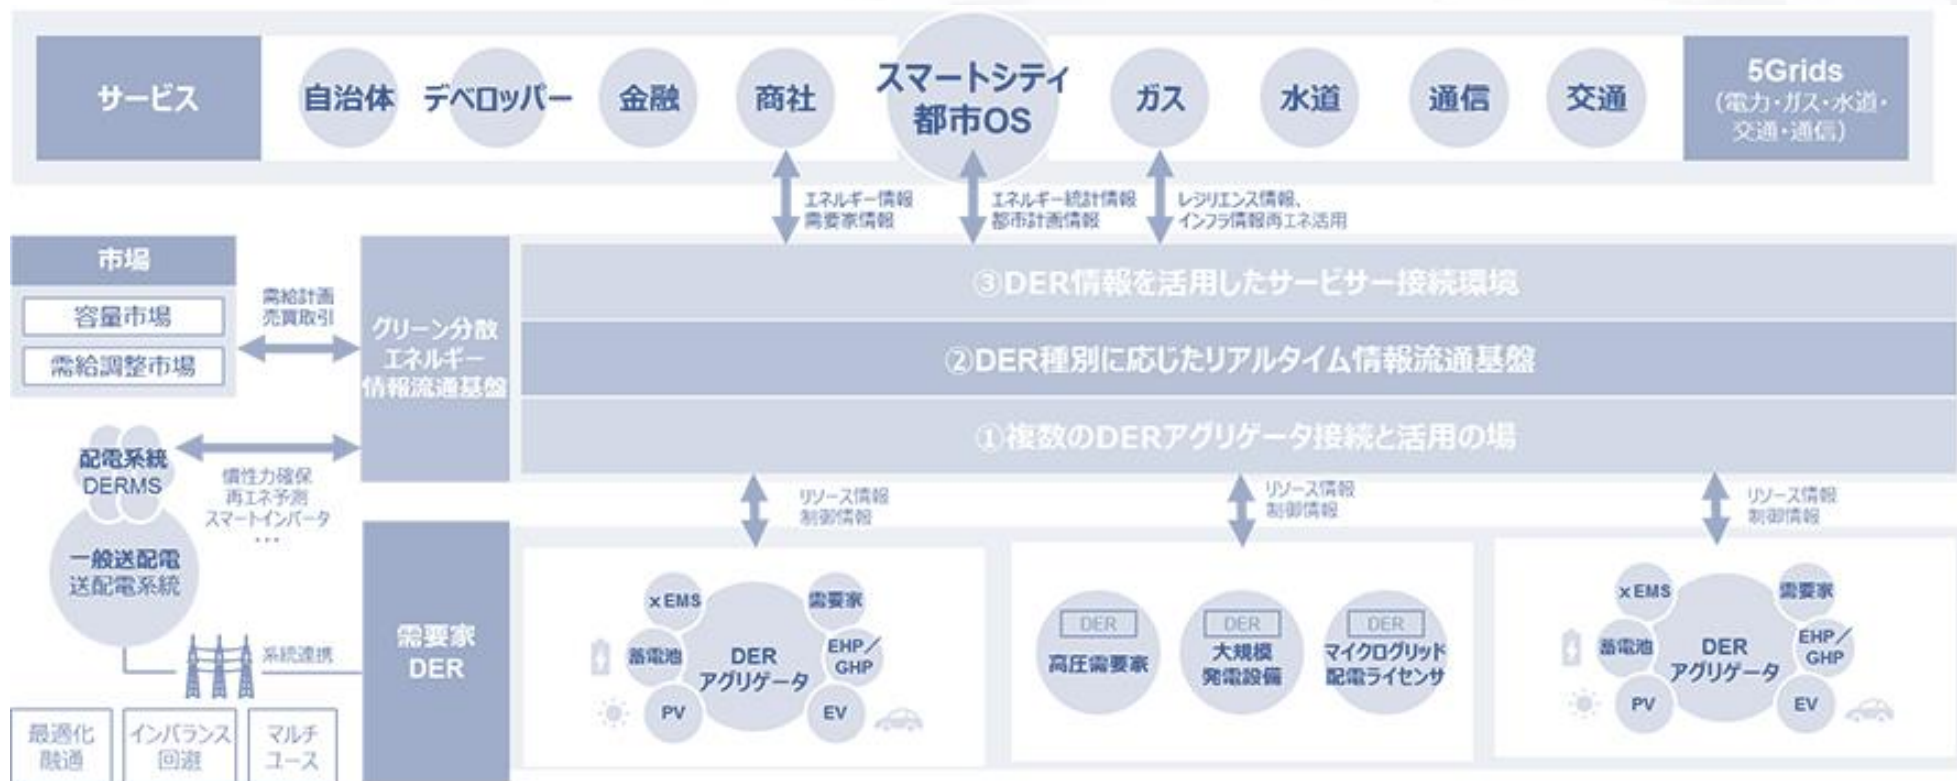 サービス
自治体
デベロッパー
金融
商社
スマートシティ
都市OS
ガス
水道
通信
交通
5Grids
(電力・ガス・水道・
交通・通信)
エネルギー情報
需要家情報
エネルギー統計情報
都市計画情報
レジリエンス情報、
インフラ情報再エネ活用
市場
容量市場
需給調整市場
需給計画
売買取引
グリーン分散
エネルギー
情報流通基盤
③DER情報を活用したサービサー接続環境
②DER種別に応じたリアルタイム情報流通基盤
①複数のDERアグリゲータ接続と活用の場
配電系統
DERMS
慣性力確保
再エネ予測
スマートインバータ
…
一般送配電
送配電系統
系統連携
最適化
融通
インバランス
回避
マルチ
ユース
需要家
DER
リソース情報
制御情報
リソース情報
制御情報
リソース情報
制御情報
xEMS
需要家
蓄電池
DER
アグリゲータ
EHP/
GHP
PV
EV
DER
高圧需要家
DER
大規模
発電設備
DER
マイクログリッド
配電ライセンサ
xEMS
需要家
蓄電池
DER
アグリゲータ
EHP/
GHP
PV
EV